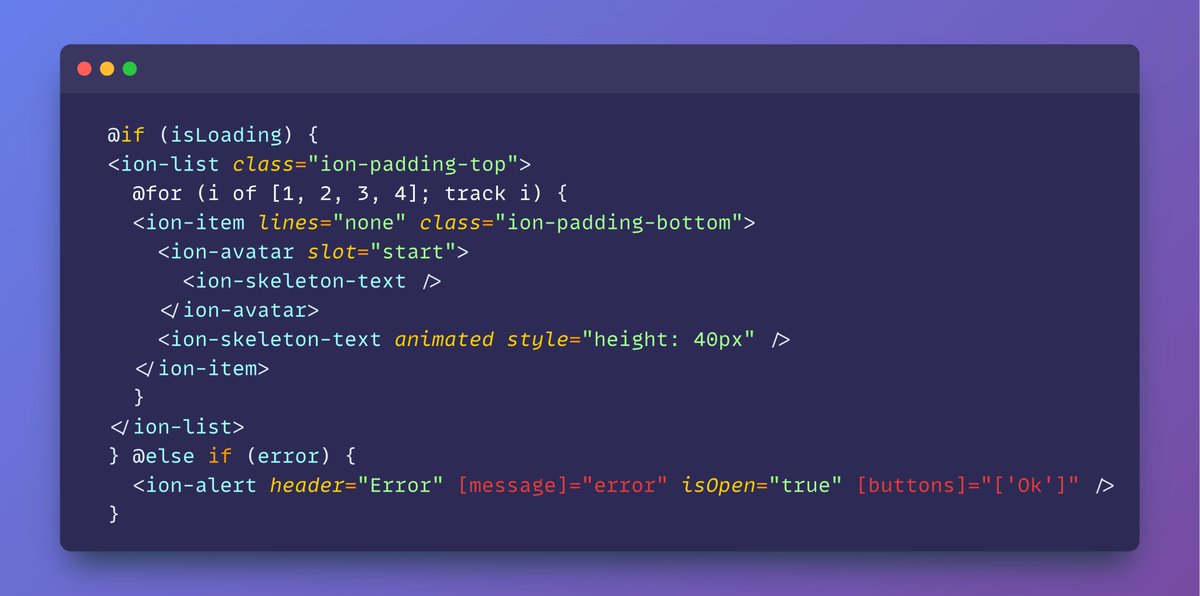 @if (isLoading) {
<ion-list class="ion-padding-top">
  @for (i of [1, 2, 3, 4]; track i) {
  <ion-item lines="none" class="ion-padding-bottom">
    <ion-avatar slot="start">
      <ion-skeleton-text />
    </ion-avatar>
    <ion-skeleton-text animated style="height: 40px" />
  </ion-item>
  }
</ion-list>
} @else if (error) {
  <ion-alert header="Error" [message]="error" isOpen="true" [buttons]="['Ok']" />
}